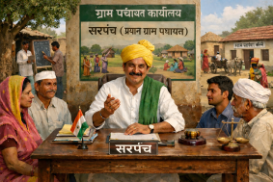 ग्राम पंचायत कार्यालय
सरपंच (प्रधान ग्राम पंचायत)
सरपंच